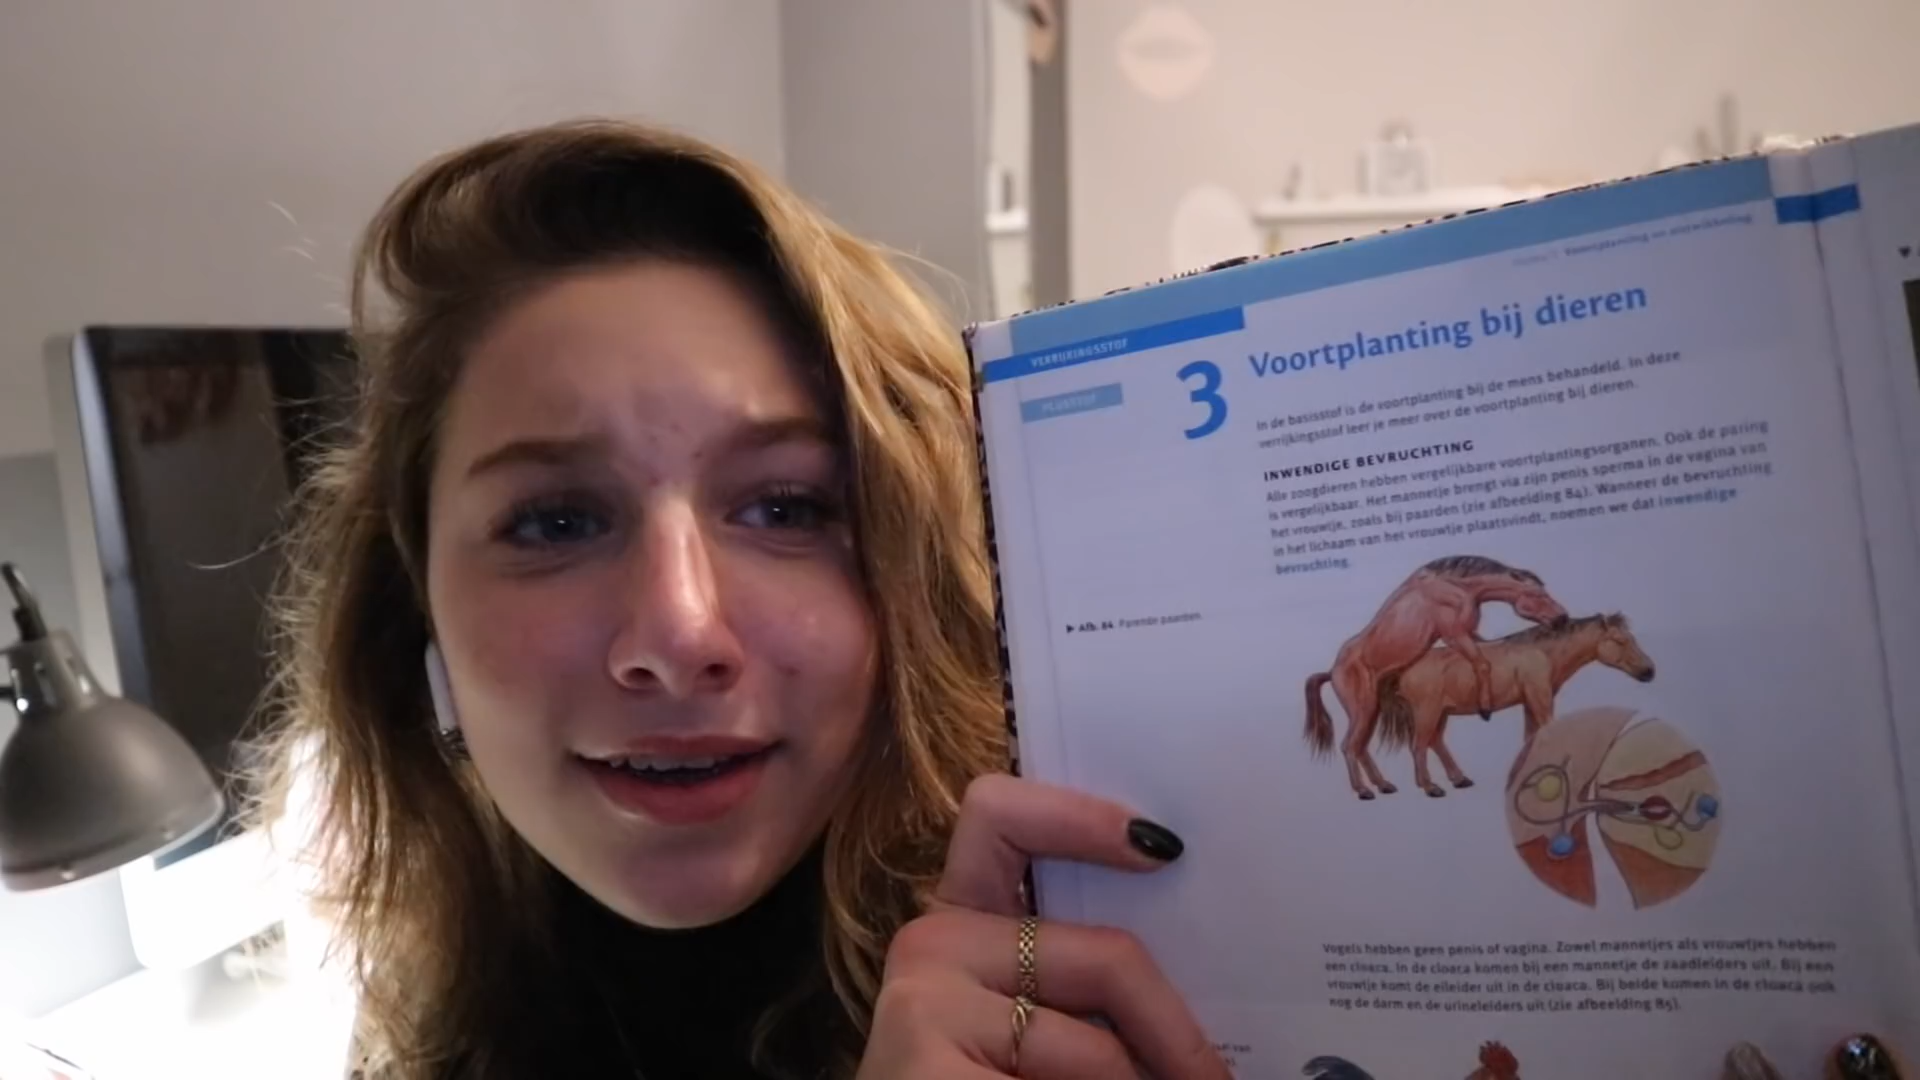 Voortplanting en ontwikkeling
VERRIJKINGSSTOF
PLUSSTOF
3 Voortplanting bij dieren
In de basisstof is de voortplanting bij de mens behandeld. In deze
verrijkingsstof leer je meer over de voortplanting bij dieren.
INWENDIGE BEVRUCHTING
Alle zoogdieren hebben vergelijkbare voortplantingsorganen. Ook de paring
is vergelijkbaar. Het mannetje brengt via zijn penis sperma in de vagina van
het vrouwtje, zoals bij paarden (zie afbeelding 84). Wanneer de bevruchting
in het lichaam van het vrouwtje plaatsvindt, noemen we dat inwendige
bevruchting.
▶ Afb. 84 Parende paarden.
Vogels hebben geen penis of vagina. Zowel mannetjes als vrouwtjes hebben
een cloaca. In de cloaca komen bij een mannetje de zaadleiders uit. Bij een
vrouwtje komt de eileider uit in de cloaca. Bij beide komen in de cloaca ook
nog de darm en de urineleiders uit (zie afbeelding 85).
van